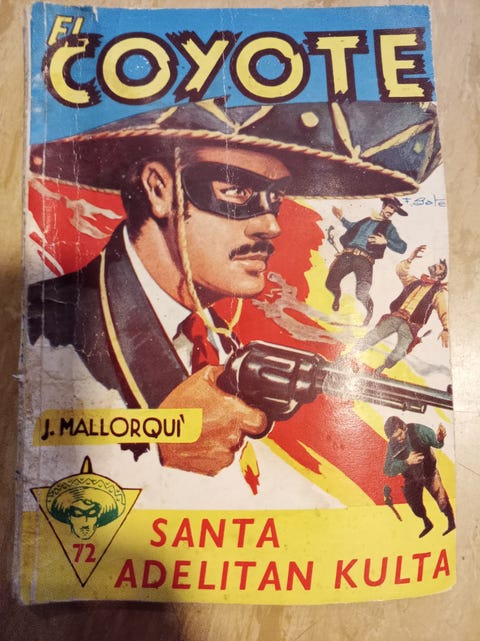 El
COYOTE
F. Batet
J. MALLORQUI
72
SANTA
ADELITAN KULTA